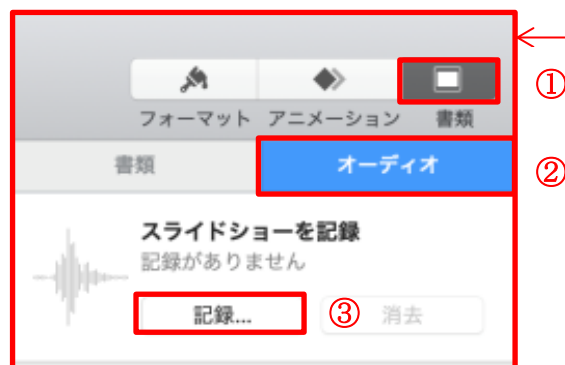 ①
フォーマット アニメーション 書類
書類 オーディオ ②
スライドショーを記録
記録がありません
記録... ③ 消去